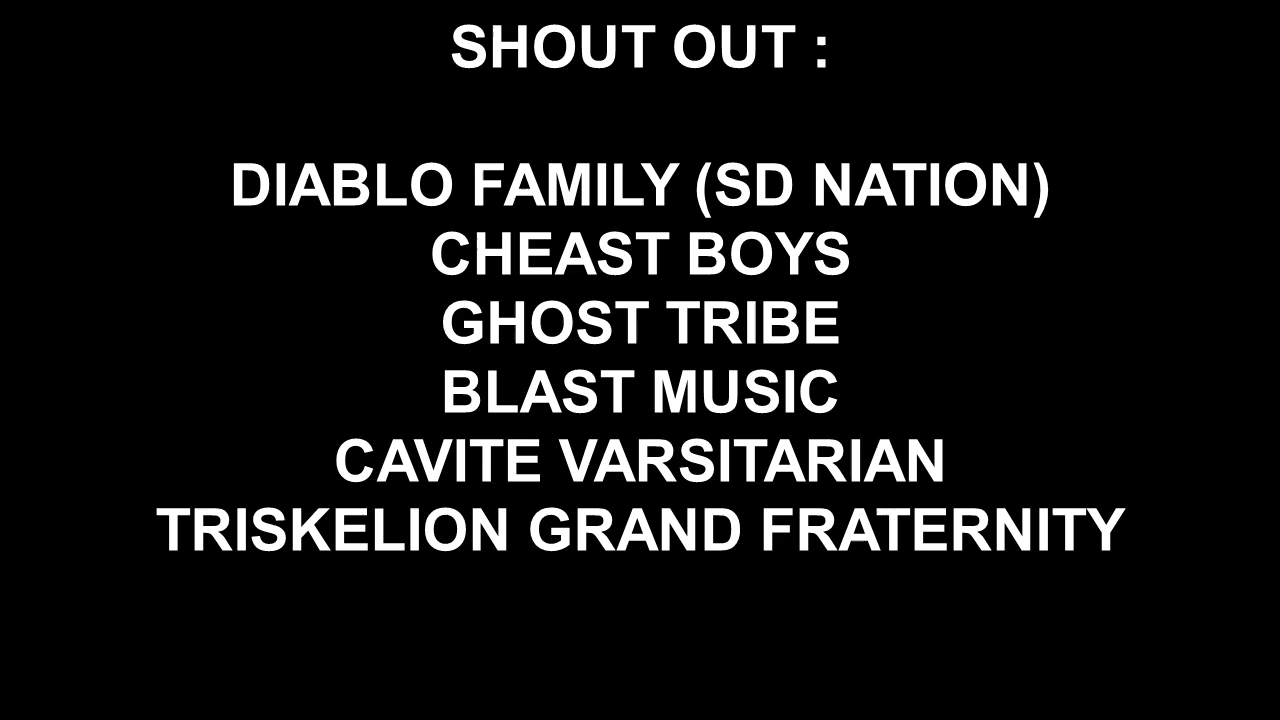 SHOUT OUT :
DIABLO FAMILY (SD NATION)
CHEAST BOYS
GHOST TRIBE
BLAST MUSIC
CAVITE VARSITARIAN
TRISKELION GRAND FRATERNITY